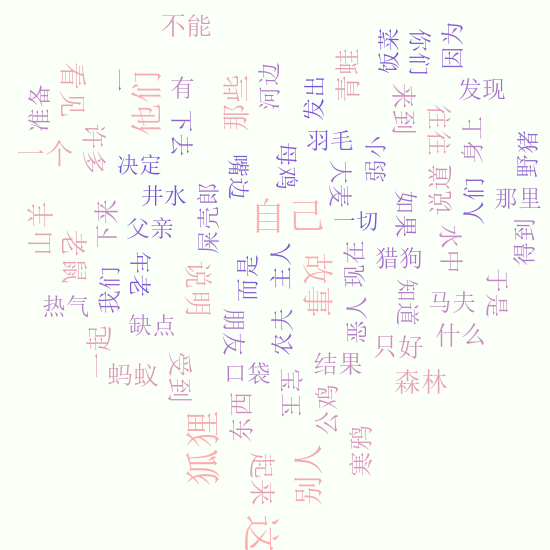 不能
饭菜
你们
因为
看见
一
他们
有
那些
河边
发出
青蛙
发现
准备
来到
许多
下去
一个
决定
母鸡
羽毛
弱小
往往
身上
野猪
嘴边
大麦
道说
井水
人们
那里
羊叫
下来
父亲
自己
一切
如果
水中
得到
老鼠
年老
说明
是而
主人
故事
现在
猎狗
于是
热气
我们
知道
马夫
一起
缺点
朋友
农夫
恶人
只好
什么
蚂蚁
受到
口袋
宝玉
结果
森林
东西
公鸡
狐狸
起来
别人
寒鸦
这